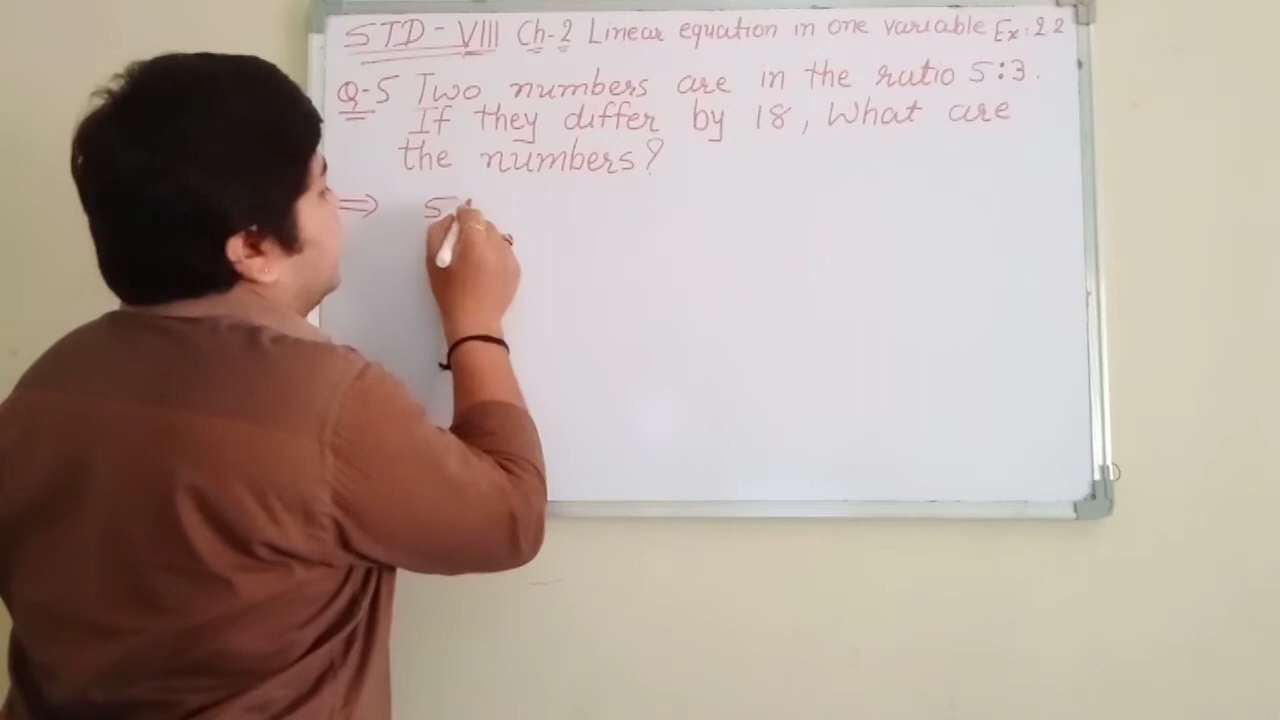 STD - VIII Ch-2 Linear equation in one variable Ex:2.2
Q-5 Two numbers are in the ratio 5:3.
If they differ by 18, What are
the numbers?
⇒ 5